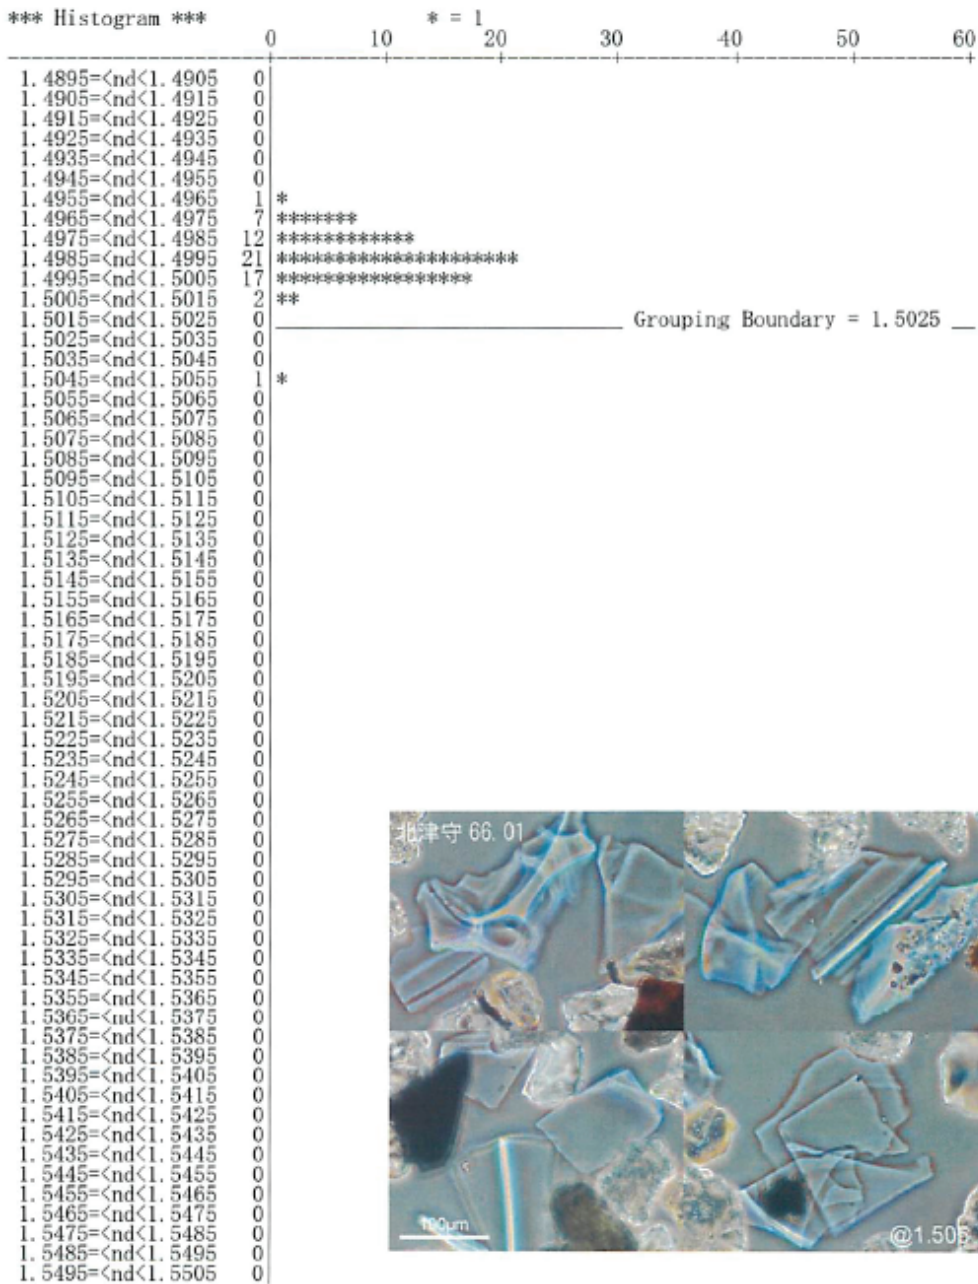 *** Histogram *** * = 1
0 10 20 30 40 50 60
1.4895=<nd<1.4905 0
1.4905=<nd<1.4915 0
1.4915=<nd<1.4925 0
1.4925=<nd<1.4935 0
1.4935=<nd<1.4945 0
1.4945=<nd<1.4955 0
1.4955=<nd<1.4965 1 *
1.4965=<nd<1.4975 7 *******
1.4975=<nd<1.4985 12 ************
1.4985=<nd<1.4995 21 *********************
1.4995=<nd<1.5005 17 *****************
1.5005=<nd<1.5015 2 **
1.5015=<nd<1.5025 0 Grouping Boundary = 1.5025
1.5025=<nd<1.5035 0
1.5035=<nd<1.5045 0
1.5045=<nd<1.5055 1 *
1.5055=<nd<1.5065 0
1.5065=<nd<1.5075 0
1.5075=<nd<1.5085 0
1.5085=<nd<1.5095 0
1.5095=<nd<1.5105 0
1.5105=<nd<1.5115 0
1.5115=<nd<1.5125 0
1.5125=<nd<1.5135 0
1.5135=<nd<1.5145 0
1.5145=<nd<1.5155 0
1.5155=<nd<1.5165 0
1.5165=<nd<1.5175 0
1.5175=<nd<1.5185 0
1.5185=<nd<1.5195 0
1.5195=<nd<1.5205 0
1.5205=<nd<1.5215 0
1.5215=<nd<1.5225 0
1.5225=<nd<1.5235 0
1.5235=<nd<1.5245 0
1.5245=<nd<1.5255 0
1.5255=<nd<1.5265 0
1.5265=<nd<1.5275 0
1.5275=<nd<1.5285 0
1.5285=<nd<1.5295 0
1.5295=<nd<1.5305 0
1.5305=<nd<1.5315 0
1.5315=<nd<1.5325 0
1.5325=<nd<1.5335 0
1.5335=<nd<1.5345 0
1.5345=<nd<1.5355 0
1.5355=<nd<1.5365 0
1.5365=<nd<1.5375 0
1.5375=<nd<1.5385 0
1.5385=<nd<1.5395 0
1.5395=<nd<1.5405 0
1.5405=<nd<1.5415 0
1.5415=<nd<1.5425 0
1.5425=<nd<1.5435 0
1.5435=<nd<1.5445 0
1.5445=<nd<1.5455 0
1.5455=<nd<1.5465 0
1.5465=<nd<1.5475 0
1.5475=<nd<1.5485 0
1.5485=<nd<1.5495 0
1.5495=<nd<1.5505 0
北津守 66.01
100μm
@1.505